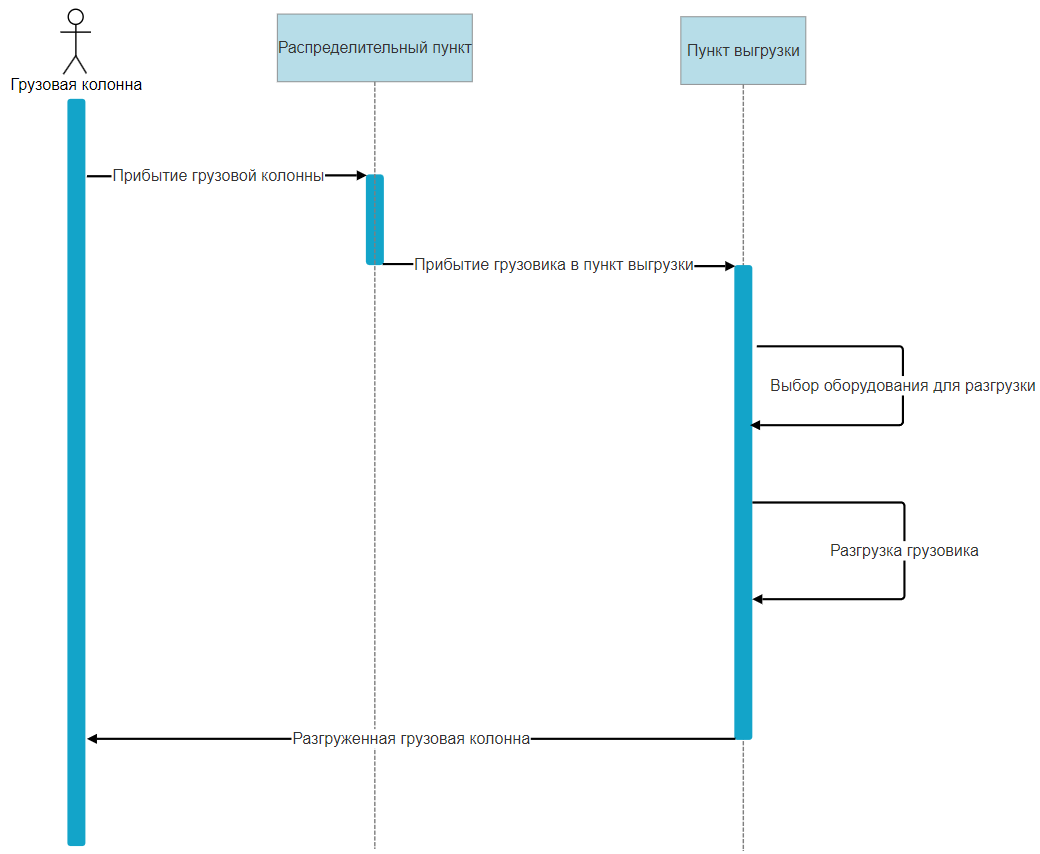 Грузовая колонна
Распределительный пункт
Пункт выгрузки
Прибытие грузовой колонны
Прибытие грузовика в пункт выгрузки
Выбор оборудования для разгрузки
Разгрузка грузовика
Разгруженная грузовая колонна